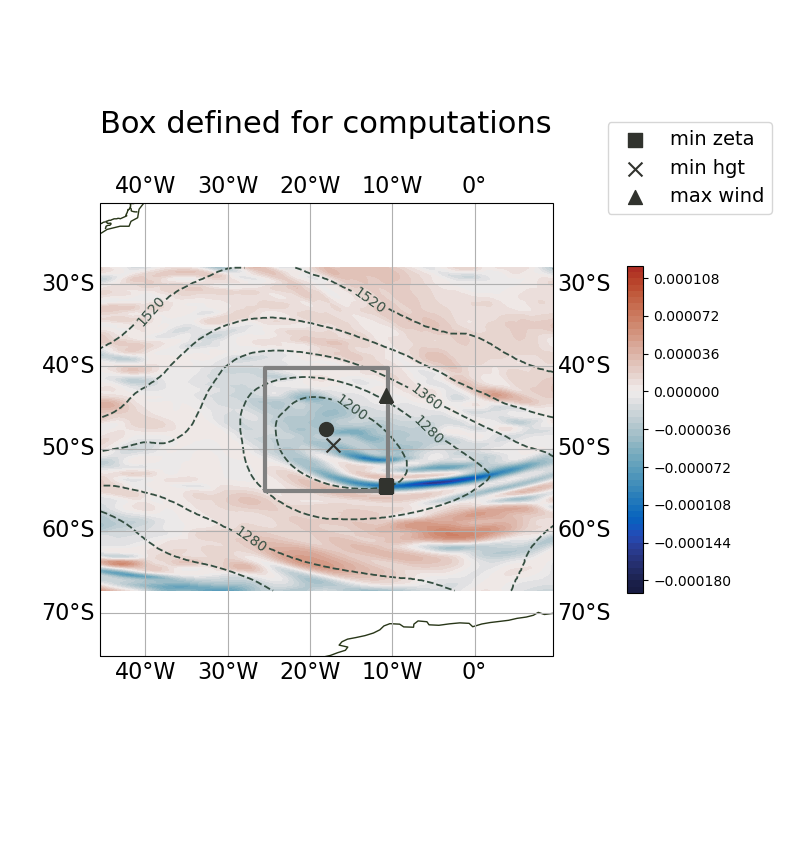 Box defined for computations
min zeta
min hgt
max wind
40°W 30°W 20°W 10°W 0°
30°S 30°S
40°S 40°S
50°S 50°S
60°S 60°S
70°S 70°S
40°W 30°W 20°W 10°W 0°
1520
1520
1360
1200
1280
1280
0.000108
0.000072
0.000036
0.000000
−0.000036
−0.000072
−0.000108
−0.000144
−0.000180